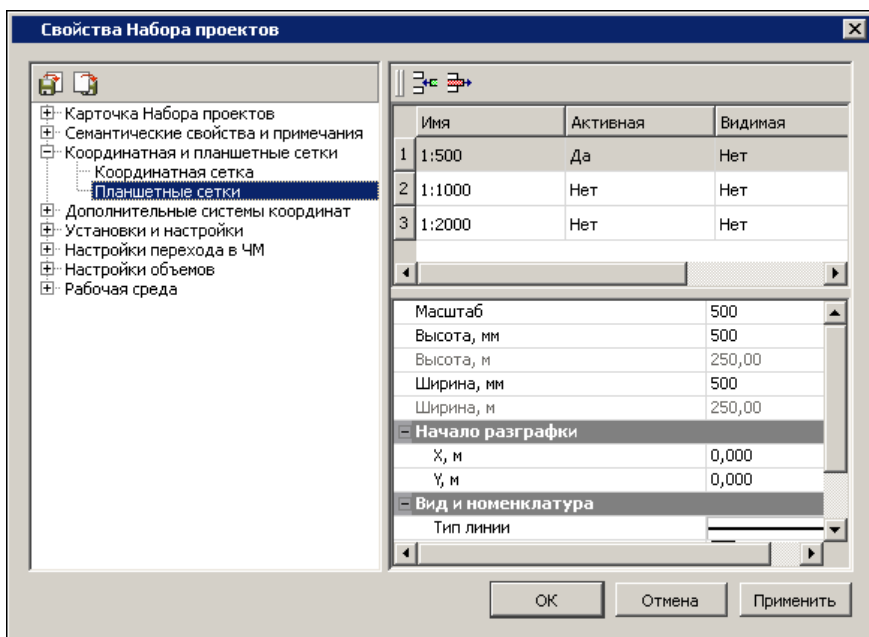 Свойства Набора проектов
Карточка Набора проектов
Семантические свойства и примечания
Координатная и планшетные сетки
Координатная сетка
Планшетные сетки
Дополнительные системы координат
Установки и настройки
Настройки перехода в ЧМ
Настройки объемов
Рабочая среда
Имя Активная Видимая
1 1:500 Да Нет
2 1:1000 Нет Нет
3 1:2000 Нет Нет
Масштаб 500
Высота, мм 500
Высота, м 250,00
Ширина, мм 500
Ширина, м 250,00
Начало разграфки
X, м 0,000
Y, м 0,000
Вид и номенклатура
Тип линии
ОК Отмена Применить